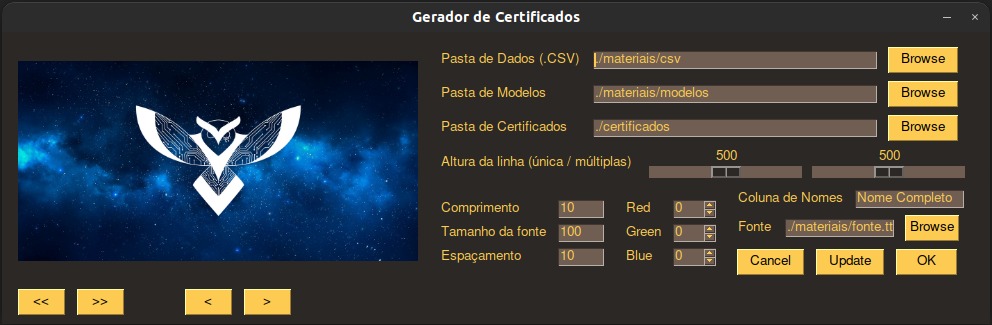 Gerador de Certificados
Pasta de Dados (.CSV) ./materiais/csv Browse
Pasta de Modelos ./materiais/modelos Browse
Pasta de Certificados ./certificados Browse
Altura da linha (única / múltiplas) 500 500
Coluna de Nomes Nome Completo
Comprimento 10 Red 0
Fonte ./materiais/fonte.tt Browse
Tamanho da fonte 100 Green 0
Espaçamento 10 Blue 0
Cancel Update OK
<< >> < >